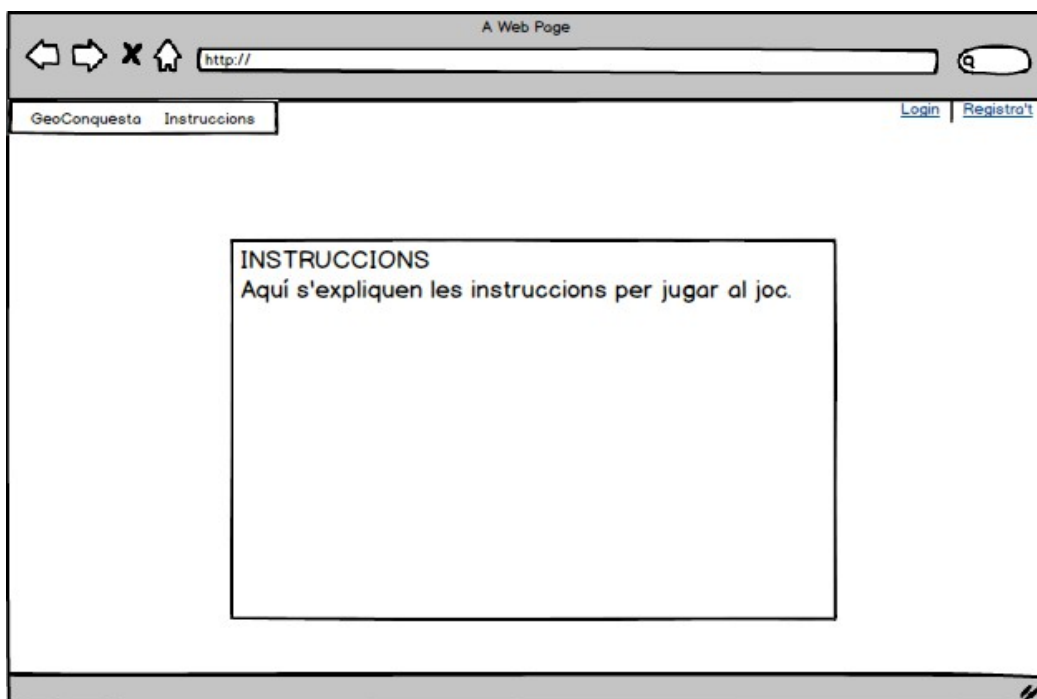 A Web Page
http://
GeoConquesta Instruccions
Login Registra't
INSTRUCCIONS
Aquí s'expliquen les instruccions per jugar al joc.